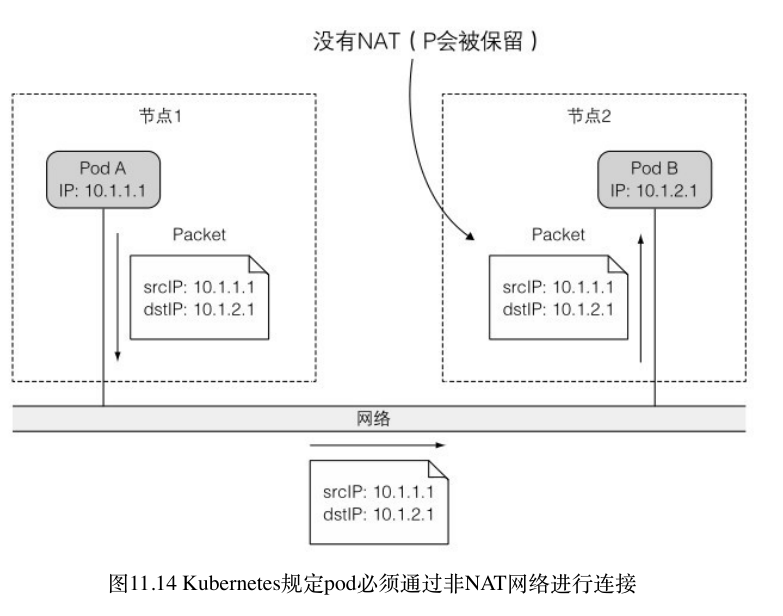 没有NAT（P会被保留）
节点1
节点2
Pod A
IP: 10.1.1.1
Pod B
IP: 10.1.2.1
Packet
srcIP: 10.1.1.1
dstIP: 10.1.2.1
Packet
srcIP: 10.1.1.1
dstIP: 10.1.2.1
网络
srcIP: 10.1.1.1
dstIP: 10.1.2.1
图11.14 Kubernetes规定pod必须通过非NAT网络进行连接